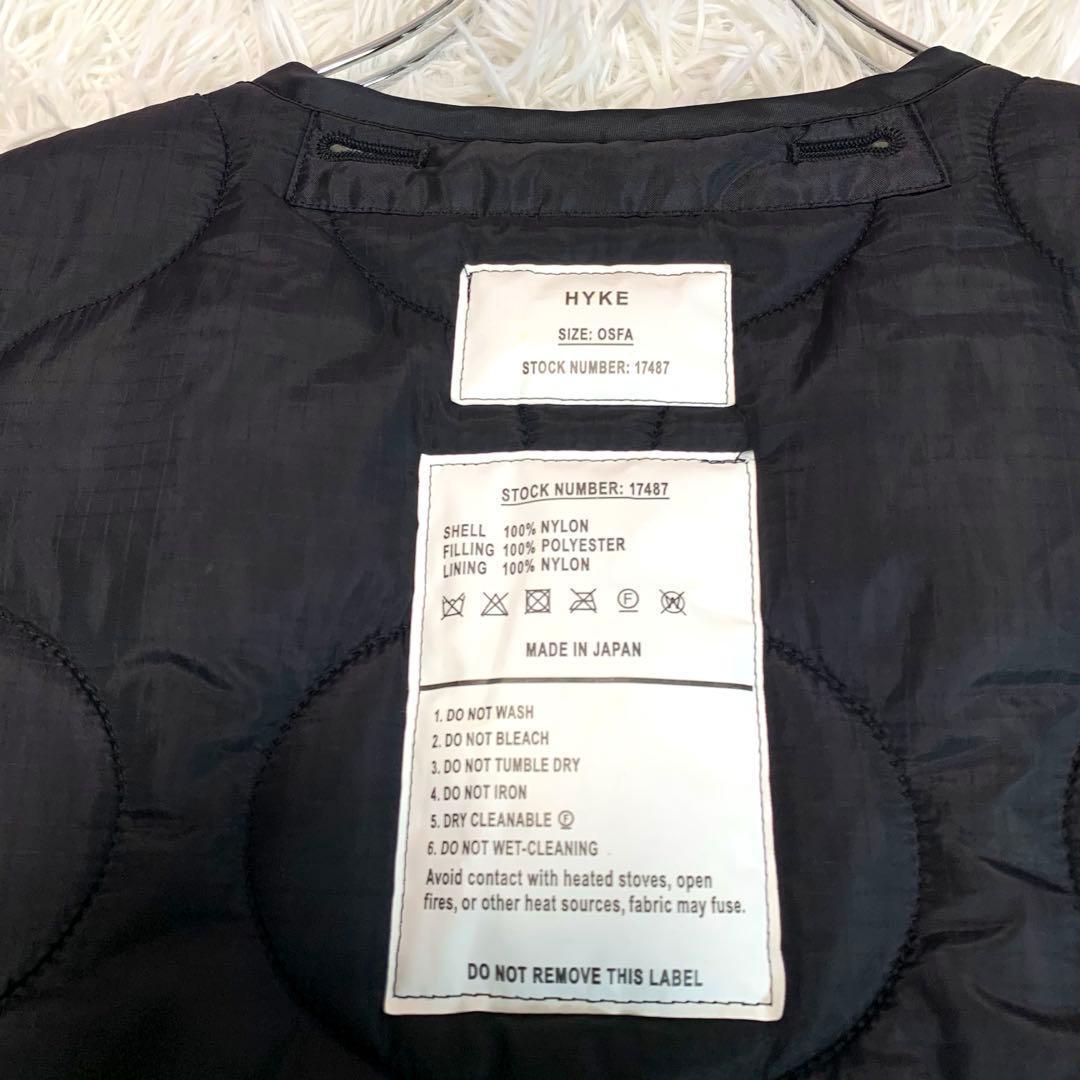 HYKE
SIZE: OSFA
STOCK NUMBER: 17487
STOCK NUMBER: 17487
SHELL 100% NYLON
FILLING 100% POLYESTER
LINING 100% NYLON
F W
MADE IN JAPAN
1. DO NOT WASH
2. DO NOT BLEACH
3. DO NOT TUMBLE DRY
4. DO NOT IRON
5. DRY CLEANABLE Ⓕ
6. DO NOT WET-CLEANING
Avoid contact with heated stoves, open
fires, or other heat sources, fabric may fuse.
DO NOT REMOVE THIS LABEL